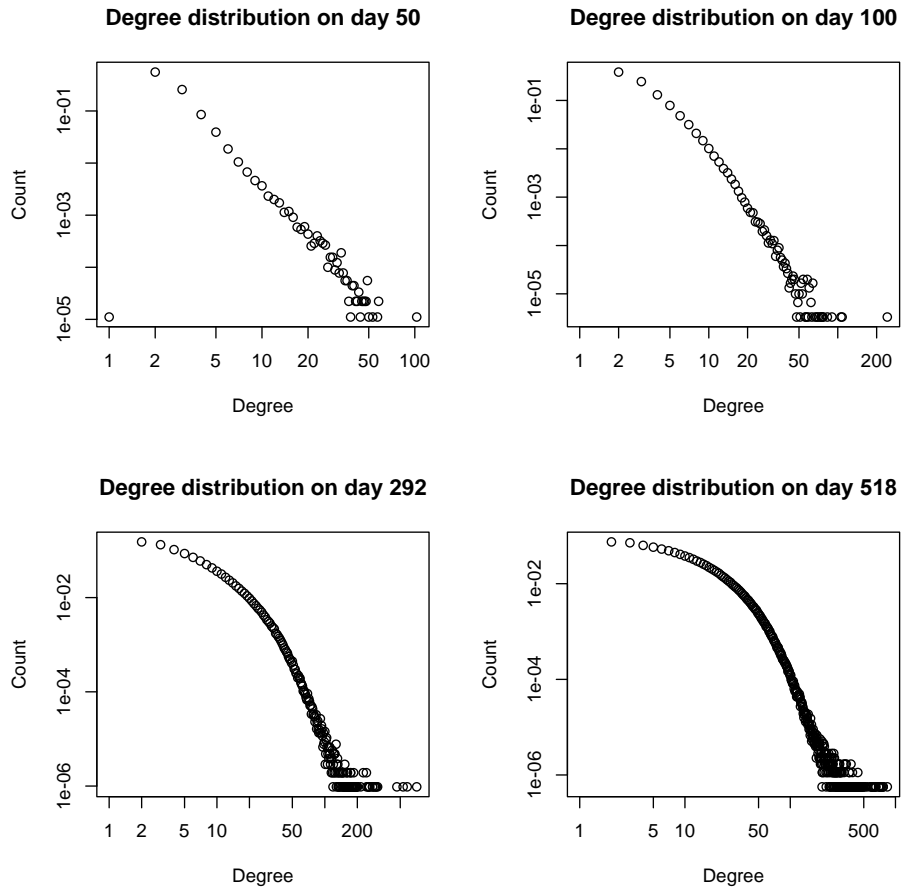 Degree distribution on day 50
1e-01
1e-03
1e-05
Count
1 2 5 10 20 50 100
Degree
Degree distribution on day 100
1e-01
1e-03
1e-05
Count
1 2 5 10 20 50 200
Degree
Degree distribution on day 292
1e-02
1e-04
1e-06
Count
1 2 5 10 50 200
Degree
Degree distribution on day 518
1e-02
1e-04
1e-06
Count
1 5 10 50 500
Degree